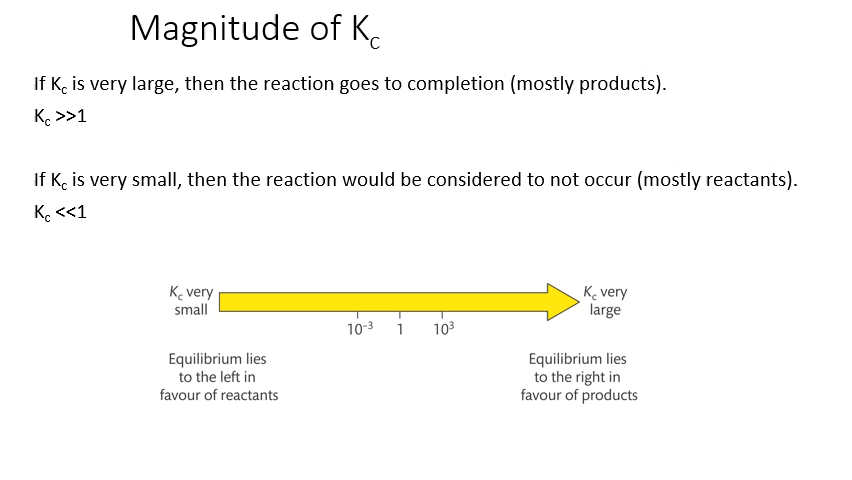 Magnitude of Kc
If Kc is very large, then the reaction goes to completion (mostly products).
Kc >>1
If Kc is very small, then the reaction would be considered to not occur (mostly reactants).
Kc <<1
Kc very
small
Kc very
large
10⁻³ 1 10³
Equilibrium lies
to the left in
favour of reactants
Equilibrium lies
to the right in
favour of products